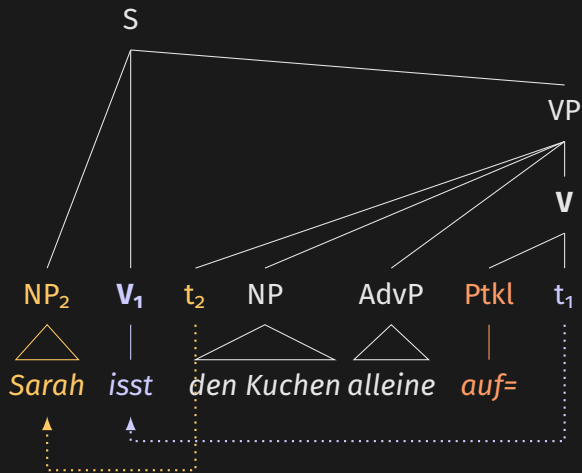 S
VP
V
NP₂ V₁ t₂ NP AdvP Ptkl t₁
Sarah isst den Kuchen alleine auf=